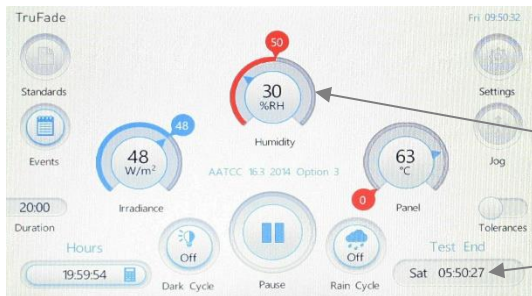 TruFade
Fri 09:50:32
50
Standards
30
%RH
Settings
Humidity
48
Events
48
W/m²
63
°C
Jog
AATCC 16.3 2014 Option 3
20:00
Irradiance
0
Panel
Duration
Tolerances
Hours
Off
Off
Test End
19:59:54
Dark Cycle
Pause
Rain Cycle
Sat 05:50:27